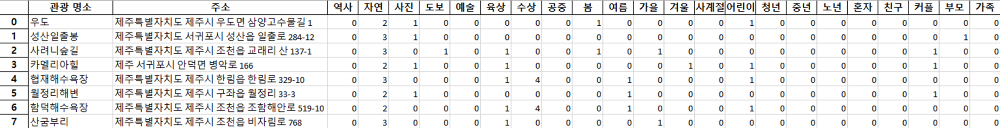 관광 명소 주소 역사 자연 사진 도보 예술 육상 수상 공중 봄 여름 가을 겨울 사계절 어린이 청년 중년 노년 혼자 친구 커플 부모 가족
0 우도 제주특별자치도 제주시 우도면 삼양고수물길 1 0 2 1 0 0 0 0 0 1 0 0 0 0 1 0 0 0 0 0 0 0 0
1 성산일출봉 제주특별자치도 서귀포시 성산읍 일출로 284-12 0 3 1 0 0 0 0 0 0 0 0 0 0 0 0 0 0 0 0 0 1 0
2 사려니숲길 제주특별자치도 제주시 조천읍 교래리 산 137-1 0 3 0 1 0 1 0 0 1 0 1 0 0 0 0 0 0 0 0 1 0 0
3 카멜리아힐 제주 서귀포시 안덕면 병악로 166 0 2 1 0 0 1 0 0 0 0 0 1 0 1 0 0 0 0 0 1 0 0
4 협재해수욕장 제주특별자치도 제주시 한림읍 한림로 329-10 0 3 0 0 0 1 4 0 0 1 0 0 0 1 0 0 0 0 0 0 0 0
5 월정리해변 제주특별자치도 제주시 구좌읍 월정리 33-3 0 2 1 0 0 0 0 0 0 1 0 0 0 0 0 0 0 0 0 1 0 0
6 함덕해수욕장 제주특별자치도 제주시 조천읍 조함해안로 519-10 0 2 0 0 0 1 4 0 0 1 0 0 0 1 0 0 0 0 0 0 0 0
7 산굼부리 제주특별자치도 제주시 조천읍 비자림로 768 0 3 0 0 0 1 0 0 0 0 1 0 0 0 0 0 0 0 0 0 0 0